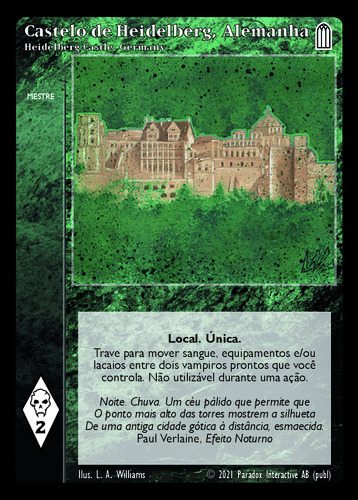 Castelo de Heidelberg, Alemanha
Heidelberg Castle, Germany
MESTRE
Local. Única.
Trave para mover sangue, equipamentos e/ou
lacaios entre dois vampiros prontos que você
controla. Não utilizável durante uma ação.
Noite. Chuva. Um céu pálido que permite que
O ponto mais alto das torres mostrem a silhueta
De uma antiga cidade gótica à distância, esmaecida.
Paul Verlaine, Efeito Noturno
2
Ilus. L. A. Williams
© 2021 Paradox Interactive AB (publ)